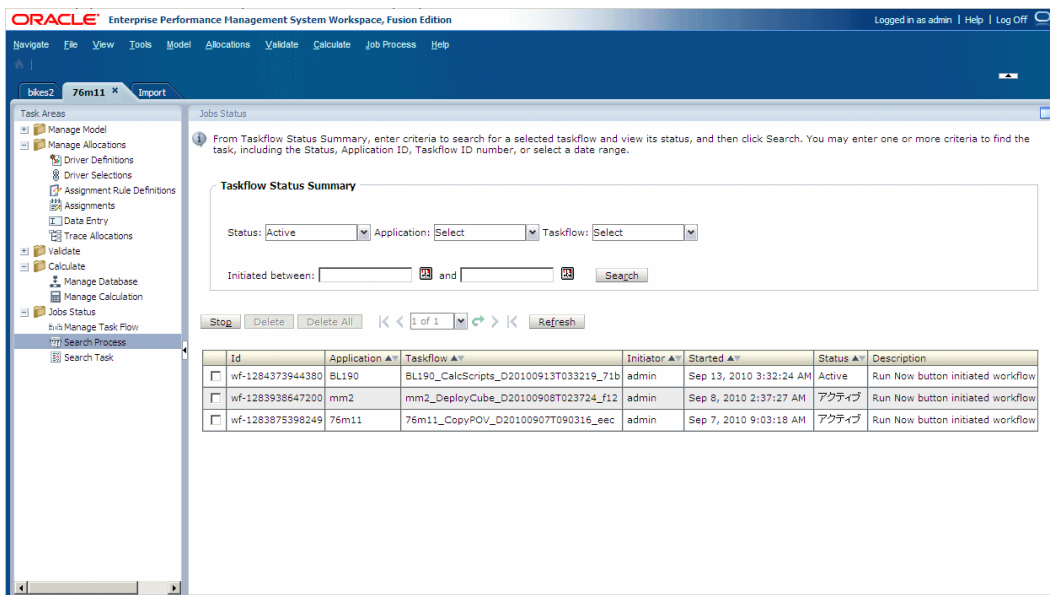 ORACLE® Enterprise Performance Management System Workspace, Fusion Edition
Logged in as admin | Help | Log Off
Navigate File View Tools Model Allocations Validate Calculate Job Process Help
bikes2 76m11 Import
Task Areas
Manage Model
Manage Allocations
Driver Definitions
Driver Selections
Assignment Rule Definitions
Assignments
Data Entry
Trace Allocations
Validate
Calculate
Manage Database
Manage Calculation
Jobs Status
Manage Task Flow
Search Process
Search Task
Jobs Status
From Taskflow Status Summary, enter criteria to search for a selected taskflow and view its status, and then click Search. You may enter one or more criteria to find the
task, including the Status, Application ID, Taskflow ID number, or select a date range.
Taskflow Status Summary
Status: Active Application: Select Taskflow: Select
Initiated between: and Search
Stop Delete Delete All 1 of 1 Refresh
Id Application Taskflow Initiator Started Status Description
wf-1284373944380 BL190 BL190_CalcScripts_D20100913T033219_71b admin Sep 13, 2010 3:32:24 AM Active Run Now button initiated workflow
wf-1283938647200 mm2 mm2_DeployCube_D20100908T023724_f12 admin Sep 8, 2010 2:37:27 AM アクティブ Run Now button initiated workflow
wf-1283875398249 76m11 76m11_CopyPOV_D20100907T090316_eec admin Sep 7, 2010 9:03:18 AM アクティブ Run Now button initiated workflow